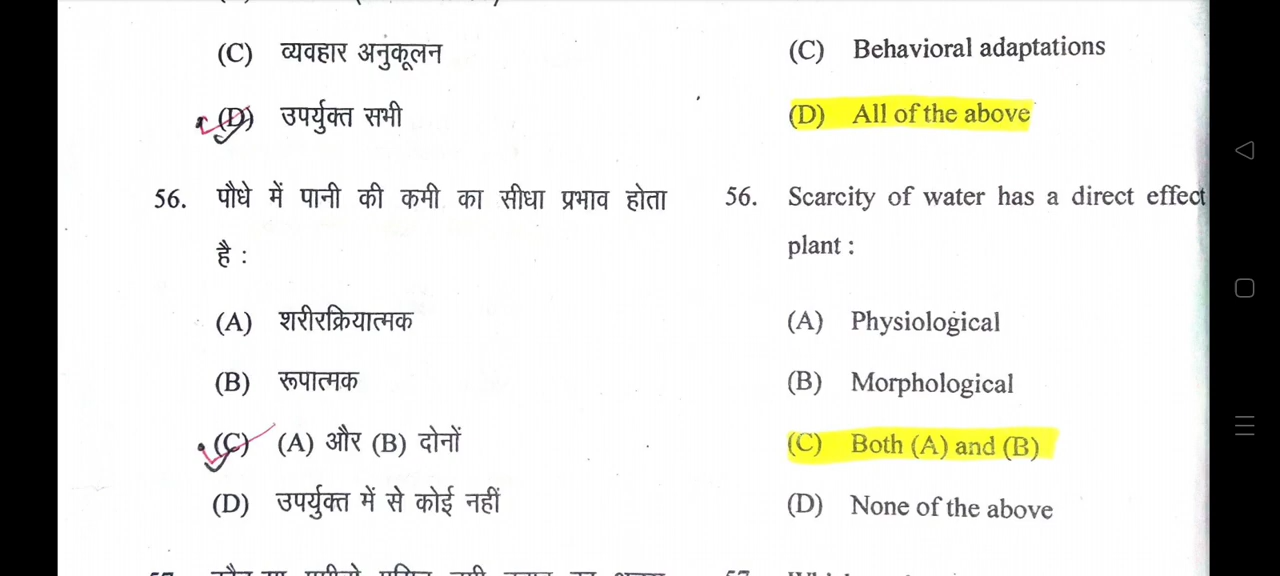 (C) व्यवहार अनुकूलन
(D) उपर्युक्त सभी
56. पौधे में पानी की कमी का सीधा प्रभाव होता
है :
(A) शरीरक्रियात्मक
(B) रूपात्मक
(C) (A) और (B) दोनों
(D) उपर्युक्त में से कोई नहीं
(C) Behavioral adaptations
(D) All of the above
56. Scarcity of water has a direct effect
plant :
(A) Physiological
(B) Morphological
(C) Both (A) and (B)
(D) None of the above